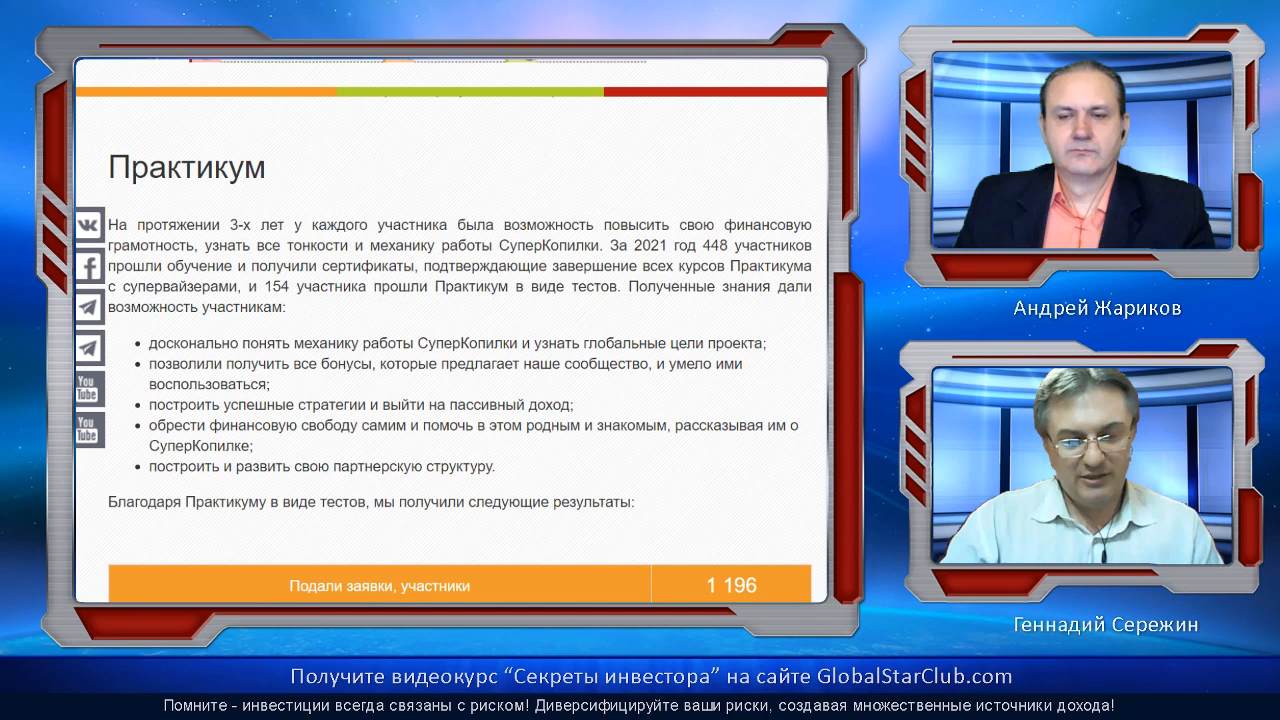 Практикум
На протяжении 3-х лет у каждого участника была возможность повысить свою финансовую
грамотность, узнать все тонкости и механику работы СуперКопилки. За 2021 год 448 участников
прошли обучение и получили сертификаты, подтверждающие завершение всех курсов Практикума
с супервайзерами, и 154 участника прошли Практикум в виде тестов. Полученные знания дали
возможность участникам:
• досконально понять механику работы СуперКопилки и узнать глобальные цели проекта;
• позволили получить все бонусы, которые предлагает наше сообщество, и умело ими
воспользоваться;
• построить успешные стратегии и выйти на пассивный доход;
• обрести финансовую свободу самим и помочь в этом родным и знакомым, рассказывая им о
СуперКопилке;
• построить и развить свою партнерскую структуру.
Благодаря Практикуму в виде тестов, мы получили следующие результаты:
Подали заявки, участники 1 196
You
Tube
You
Tube
Андрей Жариков
Геннадий Сережин
Получите видеокурс “Секреты инвестора” на сайте GlobalStarClub.com
Помните - инвестиции всегда связаны с риском! Диверсифицируйте ваши риски, создавая множественные источники дохода!